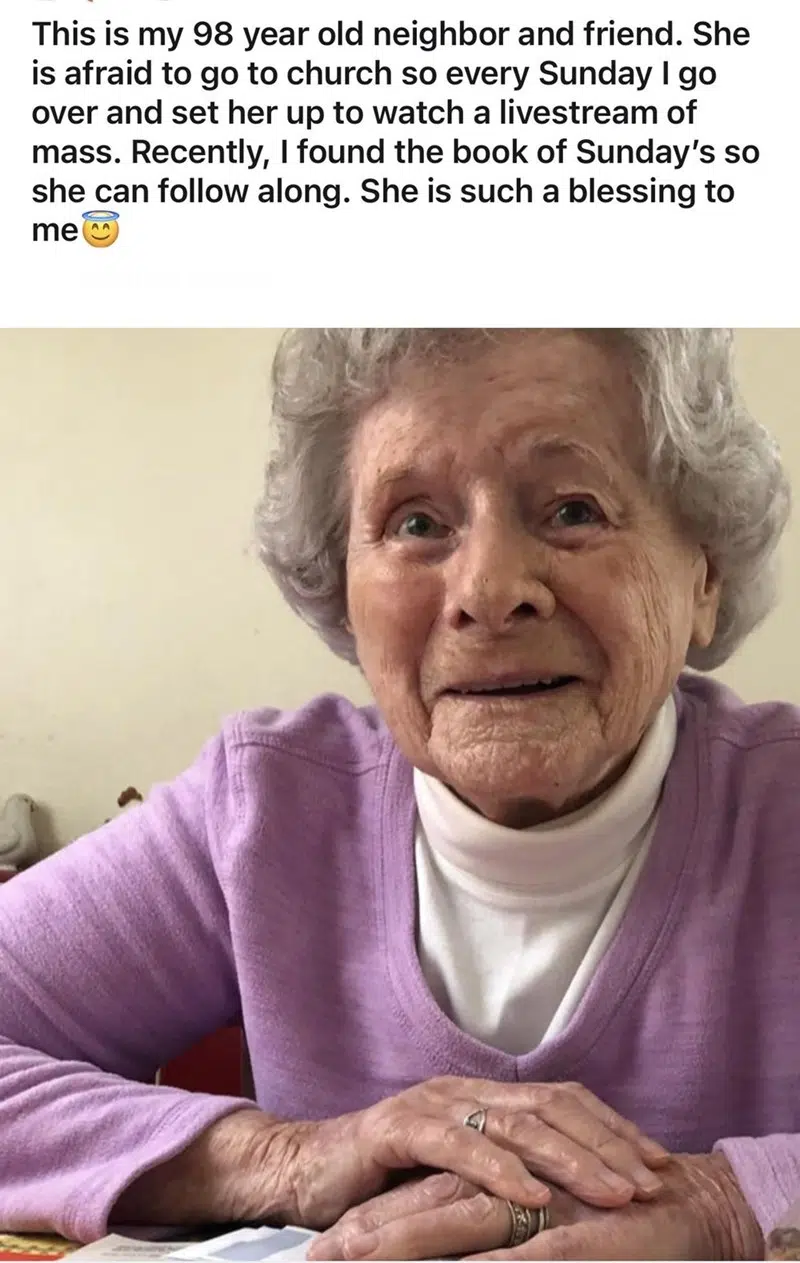 This is my 98 year old neighbor and friend. She
is afraid to go to church so every Sunday I go
over and set her up to watch a livestream of
mass. Recently, I found the book of Sunday’s so
she can follow along. She is such a blessing to
me😇